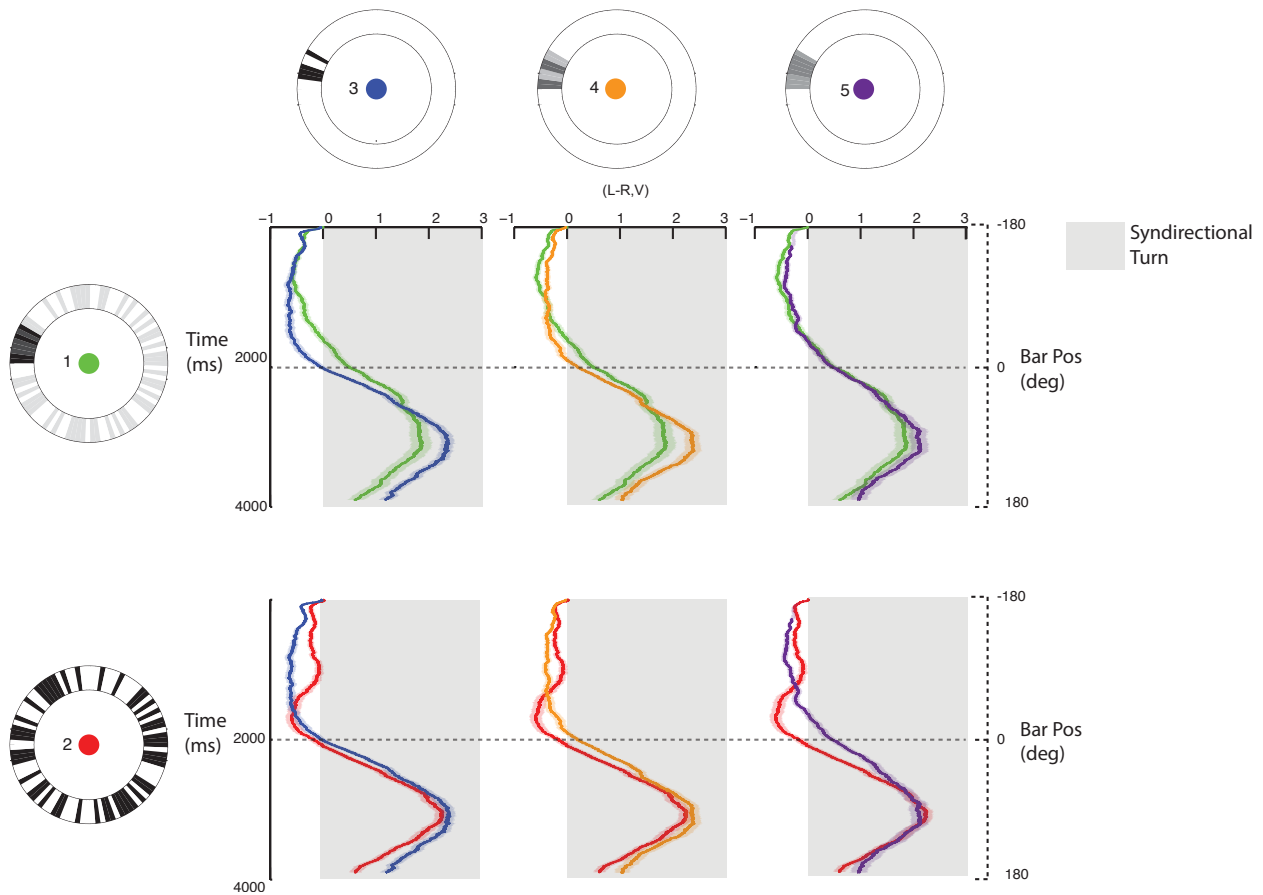 3
4
5
(L-R,V)
−1 0 1 2 3 −1 0 1 2 3 −1 0 1 2 3
-180
Syndirectional
Turn
1
Time
(ms)
2000
0
Bar Pos
(deg)
4000
180
-180
2
Time
(ms)
2000
0
Bar Pos
(deg)
4000
180